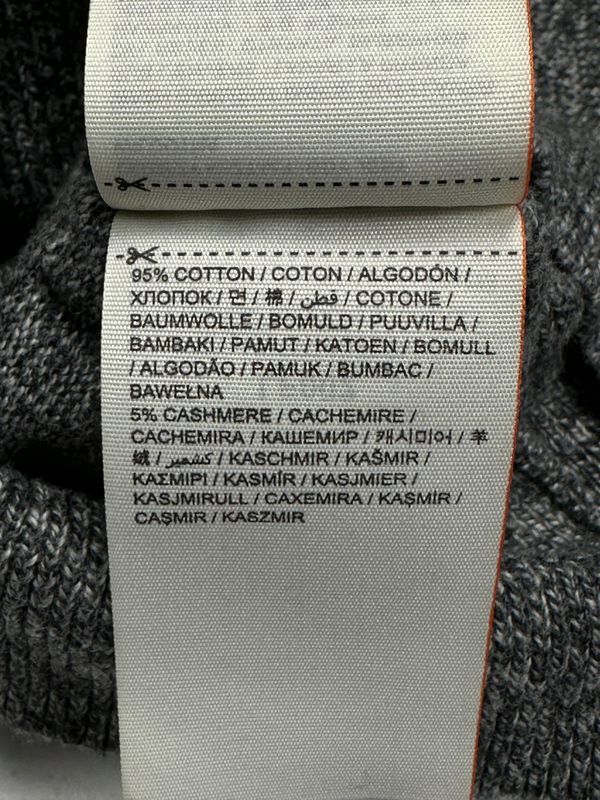 95% COTTON / COTON / ALGODÓN /
ХЛОПОК / 면 / 棉 / قطن / COTONE /
BAUMWOLLE / BOMULD / PUUVILLA /
BAMBAKI / PAMUT / KATOEN / BOMULL
/ ALGODÃO / PAMUK / BUMBAC /
BAWEŁNA
5% CASHMERE / CACHEMIRE /
CACHEMIRA / КАШЕМИР / 캐시미어 / 羊
绒 / كشمير / KASCHMIR / KAŠMIR /
ΚΑΣΜΙΡΙ / KASMÍR / KASJMIER /
KASJMIRULL / CAXEMIRA / KAŞMIR /
CAŞMIR / KASZMIR